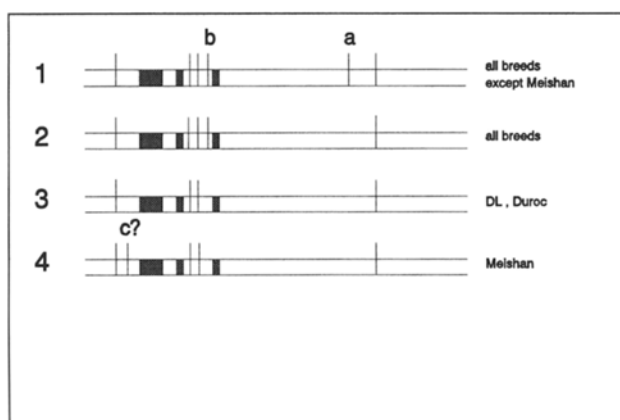 b a
1 all breeds
except Meishan
2 all breeds
3 DL , Duroc
c?
4 Meishan